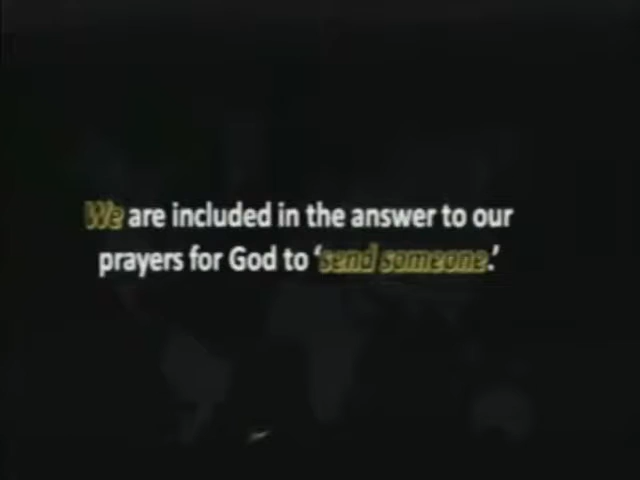 We are included in the answer to our
prayers for God to ‘send someone.’